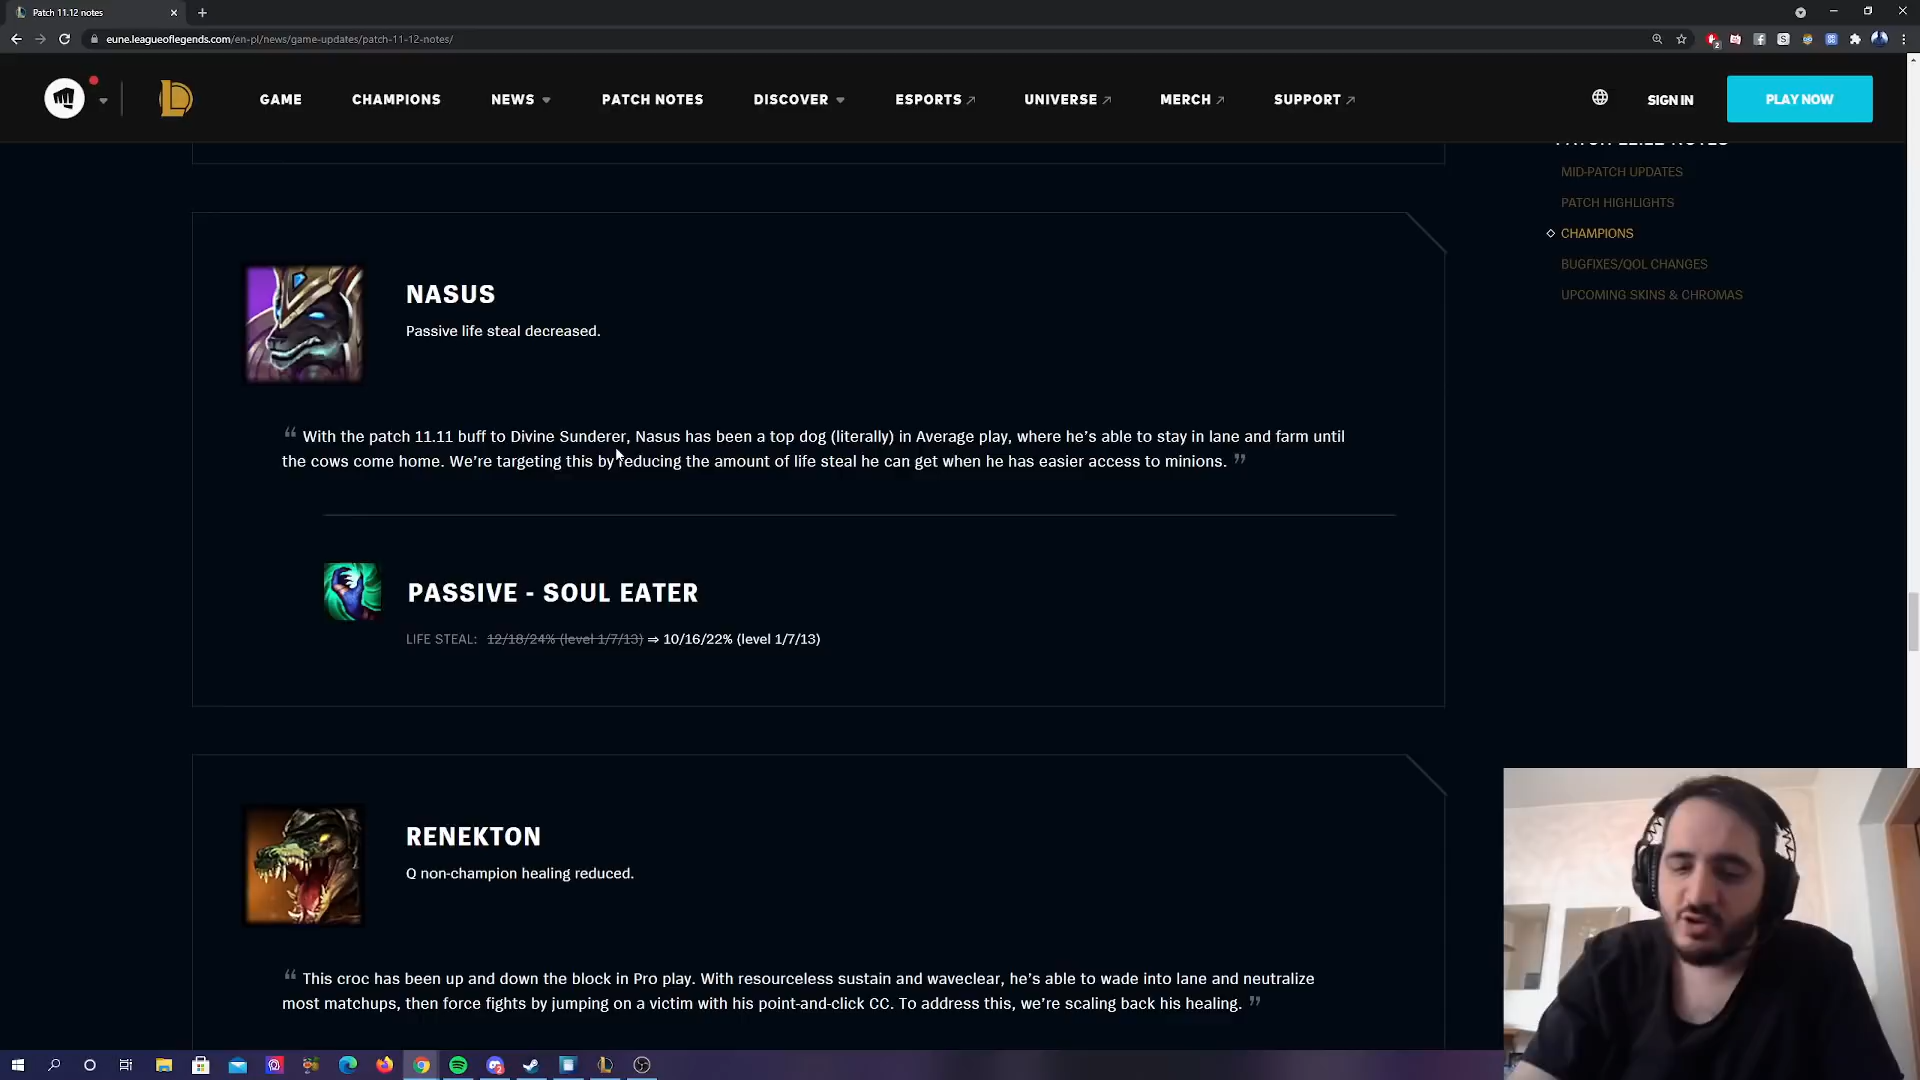 Patch 11.12 notes
eune.leagueoflegends.com/en-pl/news/game-updates/patch-11-12-notes/
GAME
CHAMPIONS
NEWS
PATCH NOTES
DISCOVER
ESPORTS
UNIVERSE
MERCH
SUPPORT
SIGN IN
PLAY NOW
PATCH 11.12 NOTES
MID-PATCH UPDATES
PATCH HIGHLIGHTS
CHAMPIONS
BUGFIXES/QOL CHANGES
UPCOMING SKINS & CHROMAS
NASUS
Passive life steal decreased.
“ With the patch 11.11 buff to Divine Sunderer, Nasus has been a top dog (literally) in Average play, where he’s able to stay in lane and farm until
the cows come home. We’re targeting this by reducing the amount of life steal he can get when he has easier access to minions. ”
PASSIVE - SOUL EATER
LIFE STEAL: 12/18/24% (level 1/7/13) ⇒ 10/16/22% (level 1/7/13)
RENEKTON
Q non-champion healing reduced.
“ This croc has been up and down the block in Pro play. With resourceless sustain and waveclear, he’s able to wade into lane and neutralize
most matchups, then force fights by jumping on a victim with his point-and-click CC. To address this, we’re scaling back his healing. ”